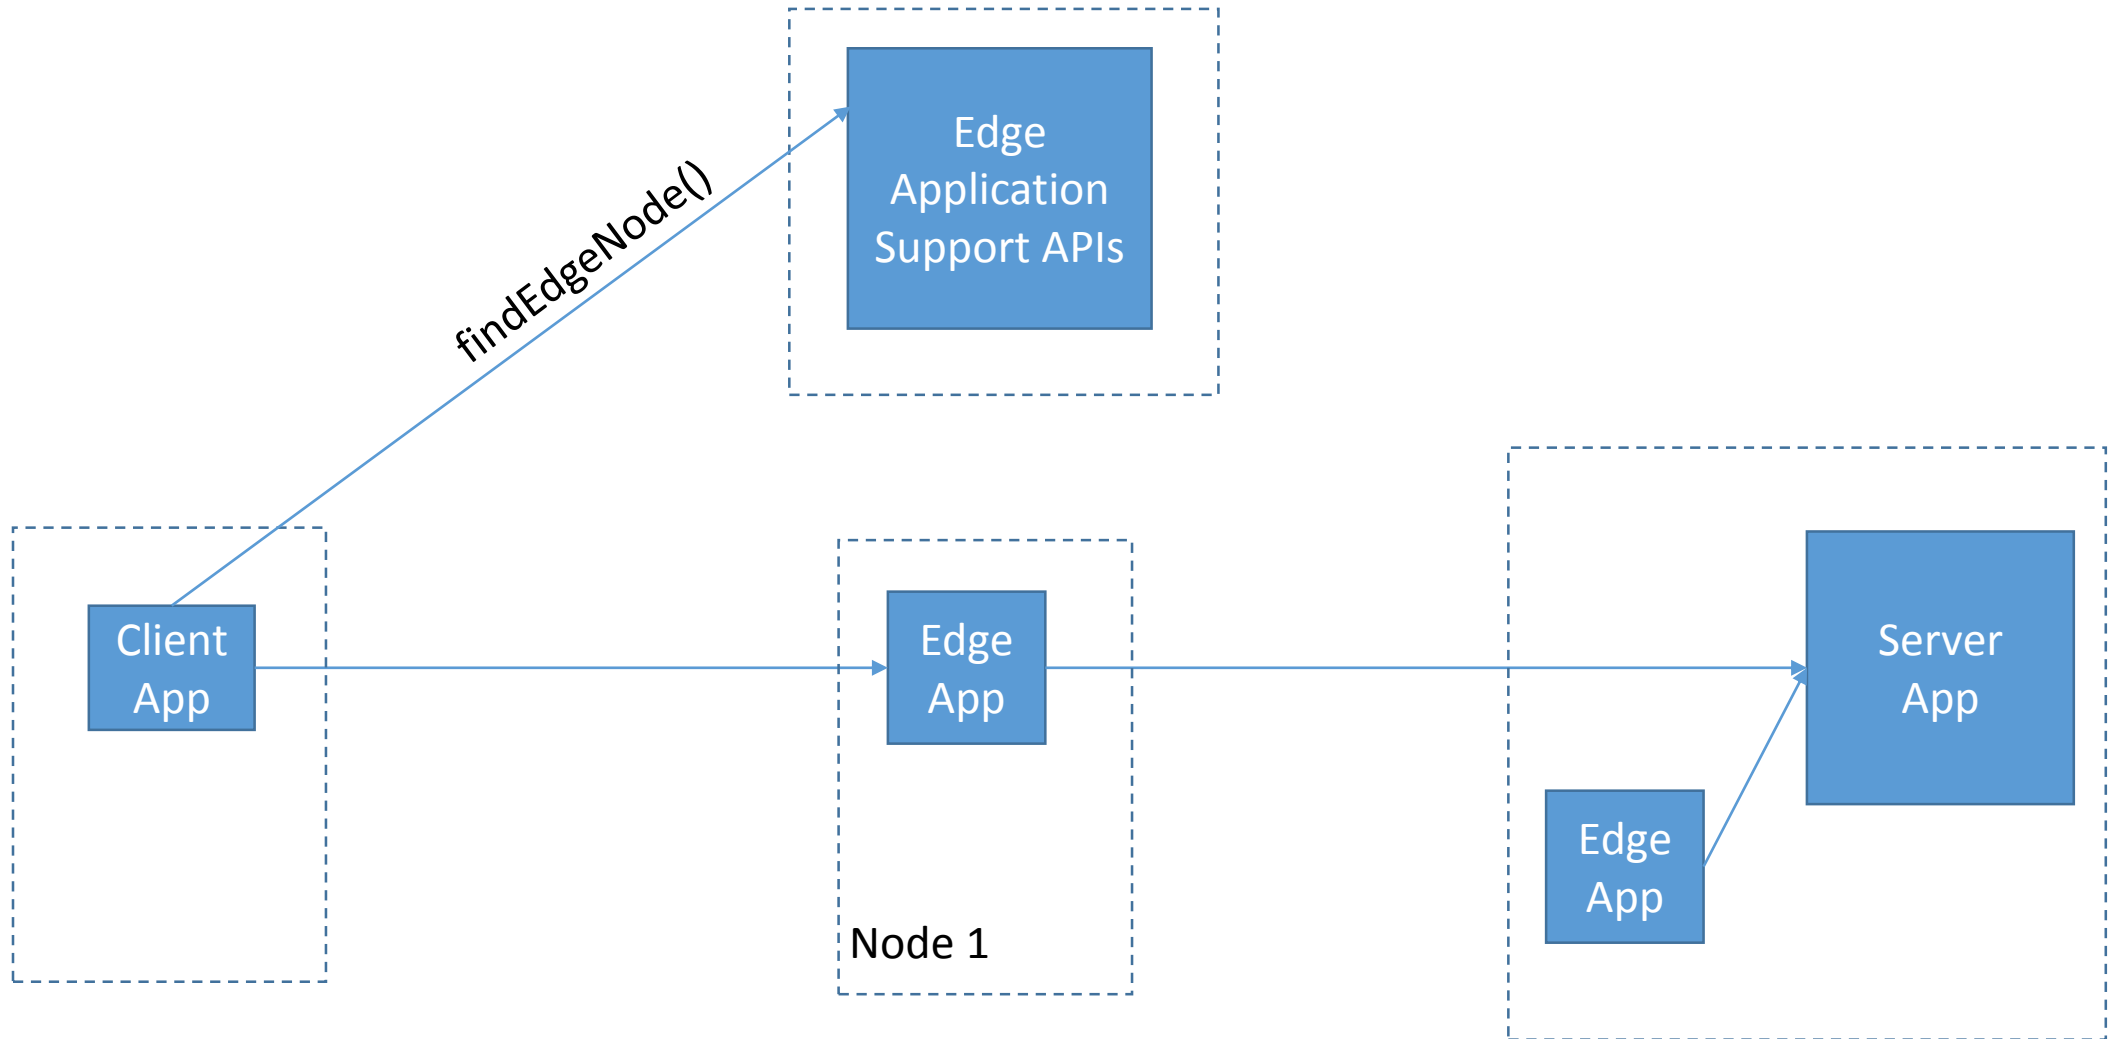 Edge
Application
Support APIs
findEdgeNode()
Client
App
Edge
App
Server
App
Edge
App
Node 1